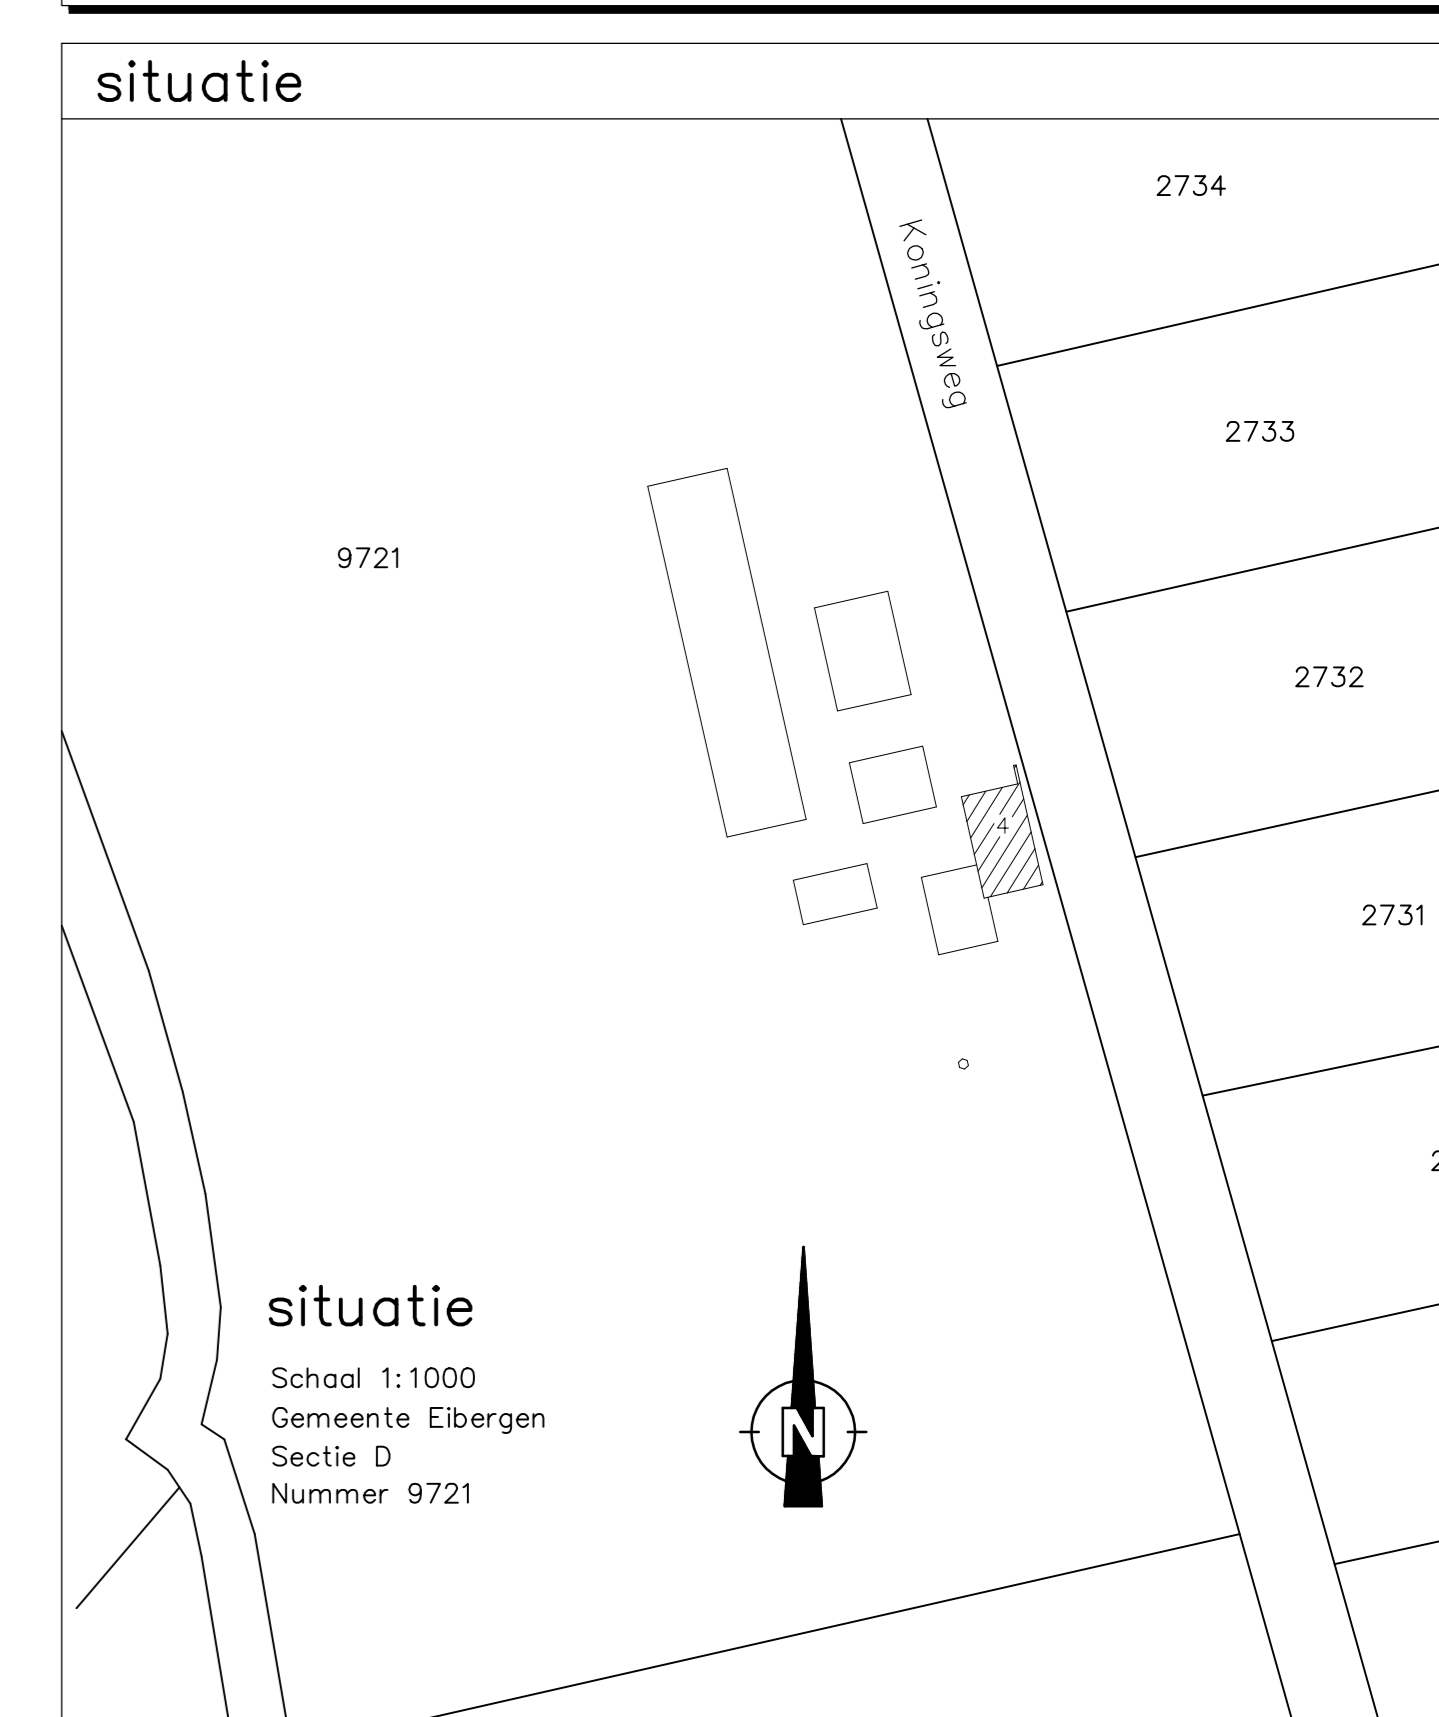 situatie
2734
Koningsweg
2733
9721
2732
4
2731
situatie
Schaal 1:1000
Gemeente Eibergen
Sectie D
Nummer 9721
N